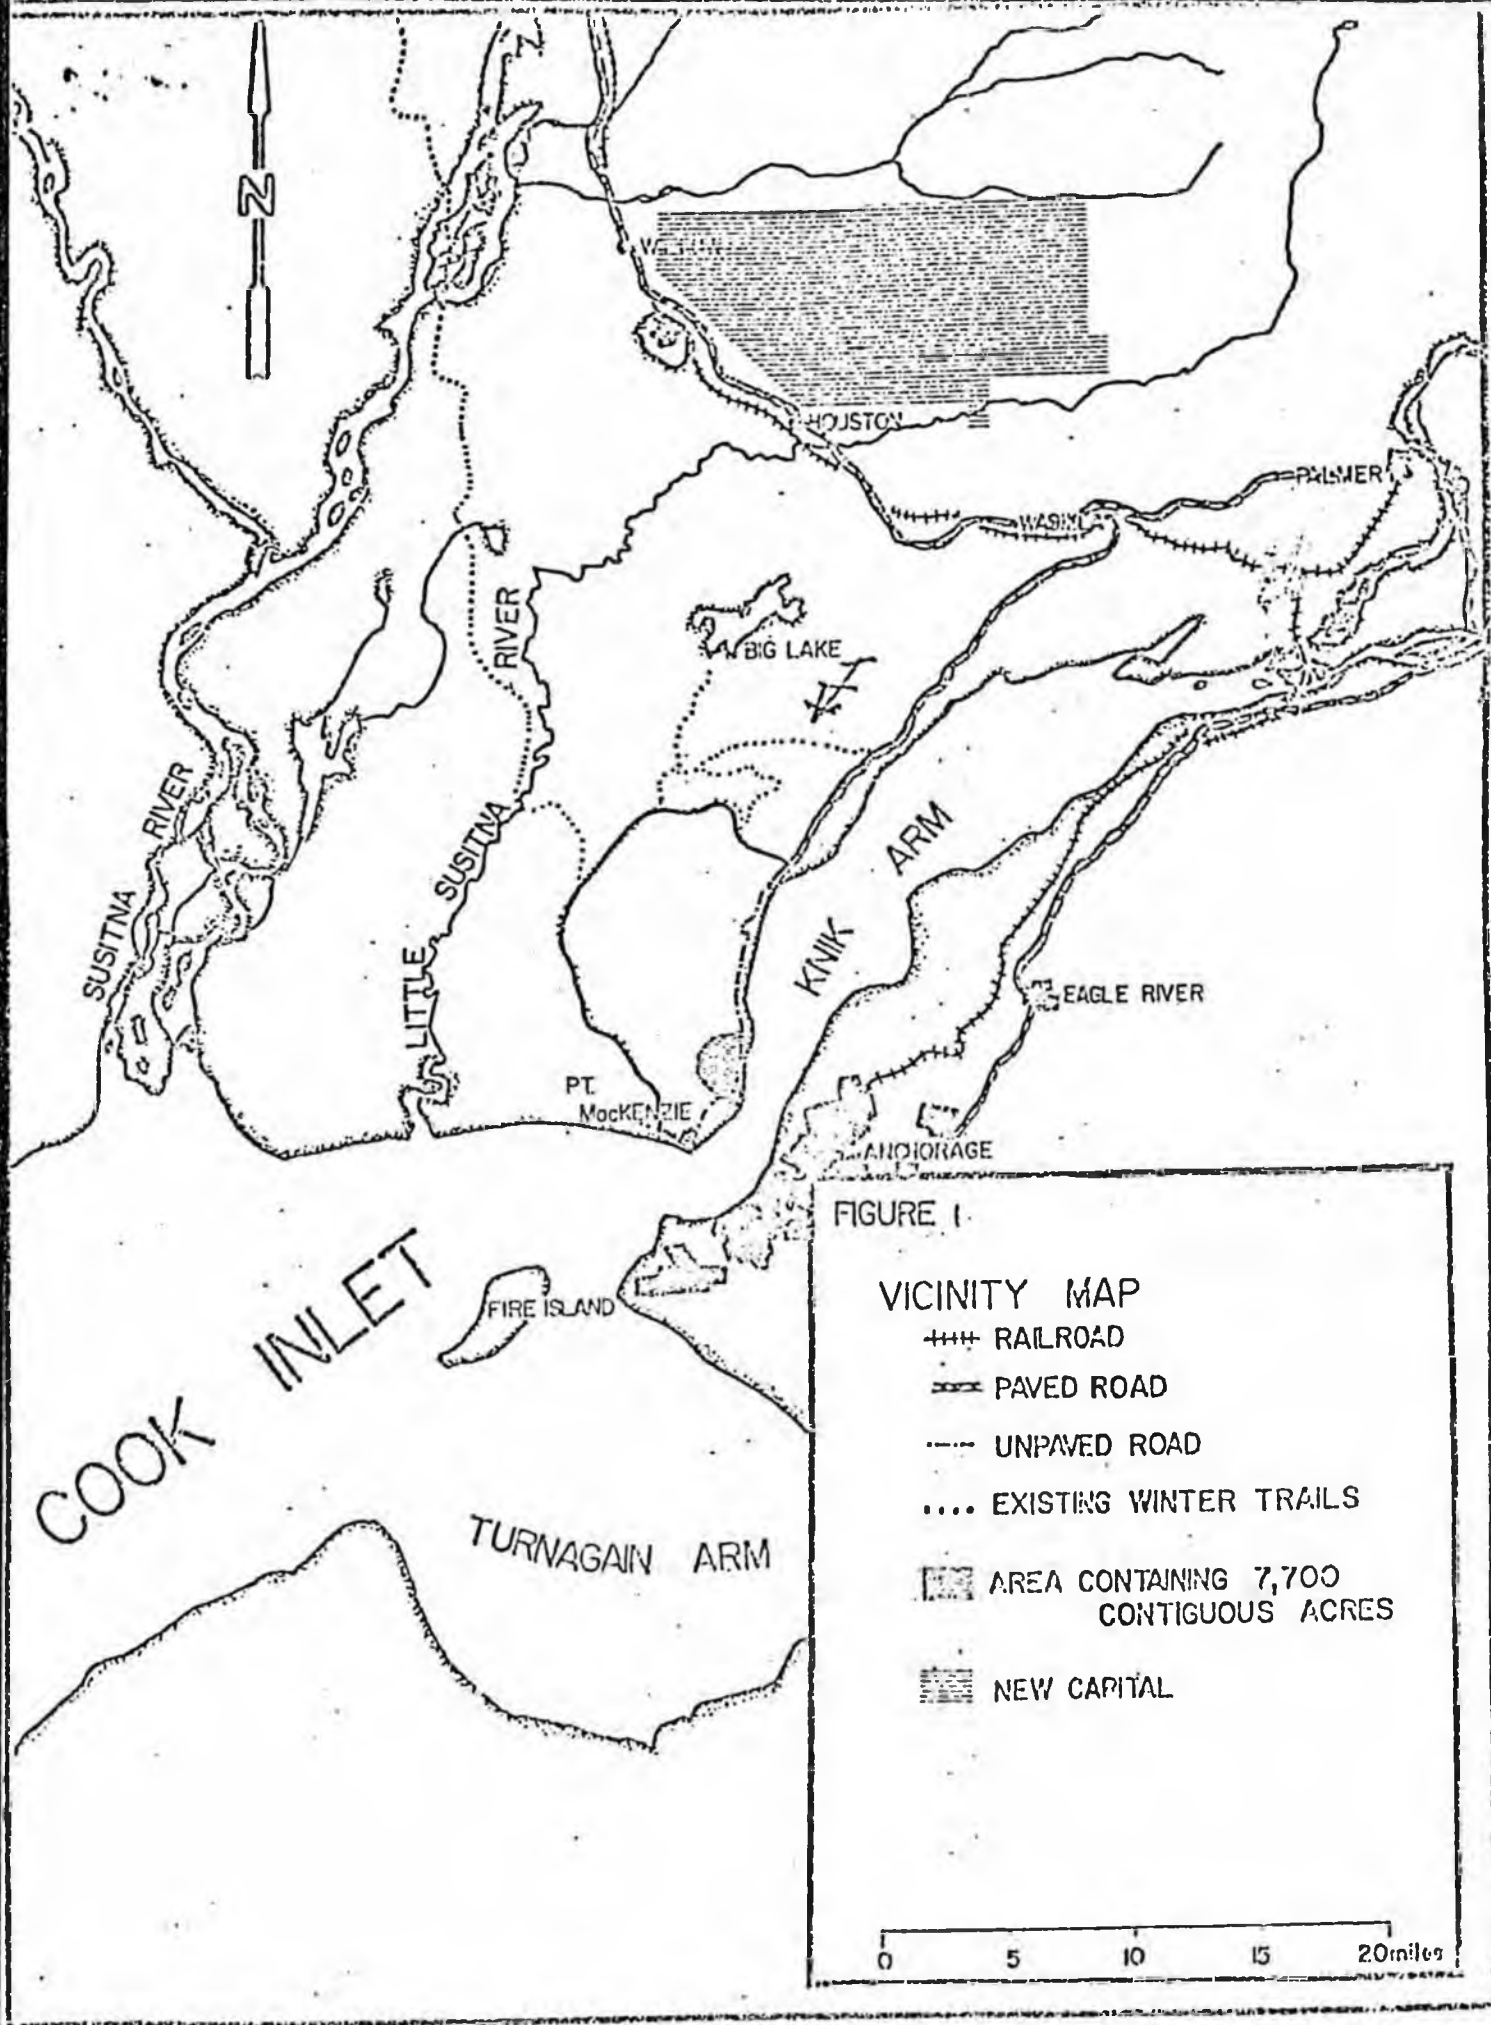 N
HOUSTON
PALMER
RIVER
BIG LAKE
RIVER
SUSITNA
LITTLE
SUSITNA
KNIK
ARM
EAGLE RIVER
PT.
MacKENZIE
ANCHORAGE
COOK INLET
FIRE ISLAND
TURNAGAIN ARM
FIGURE 1.
VICINITY MAP
RAILROAD
PAVED ROAD
UNPAVED ROAD
EXISTING WINTER TRAILS
AREA CONTAINING 7,700
CONTIGUOUS ACRES
NEW CAPITAL
0 5 10 15 20 miles